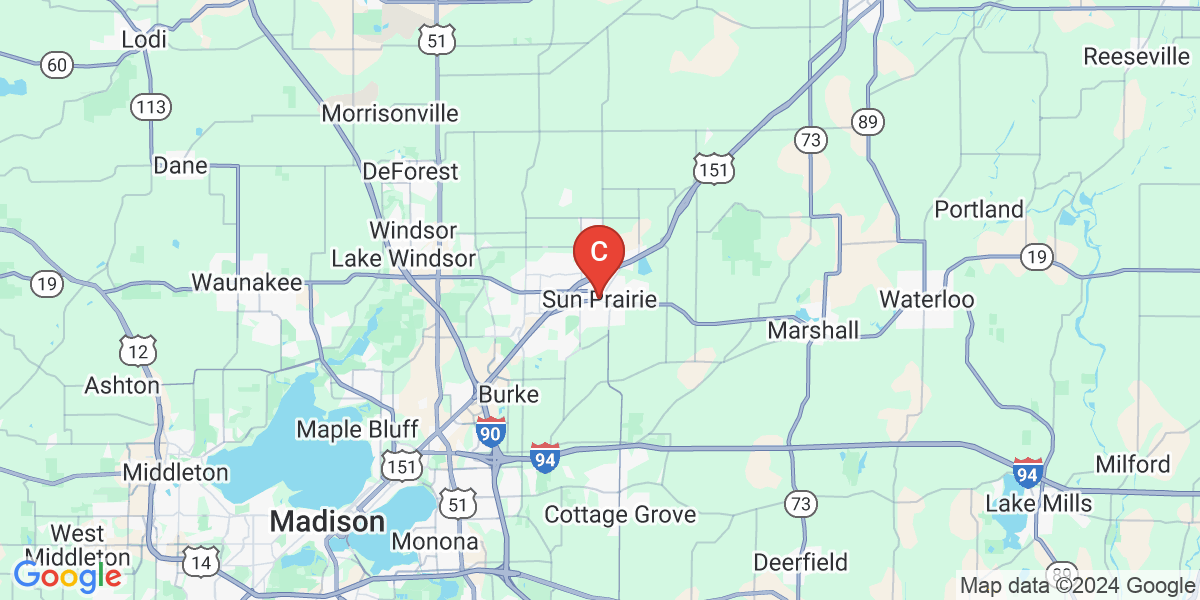 Lodi
51
60
Reeseville
113
Morrisonville
89
73
Dane
DeForest
151
Portland
Windsor
Lake Windsor
C
19
Waunakee
19
Sun Prairie
Waterloo
Marshall
12
Ashton
Burke
Maple Bluff
90
94
151
Middleton
Milford
94
51
73
Lake Mills
Madison
Cottage Grove
West
Middleton
Monona
14
Deerfield
89
Google
Map data ©2024 Google